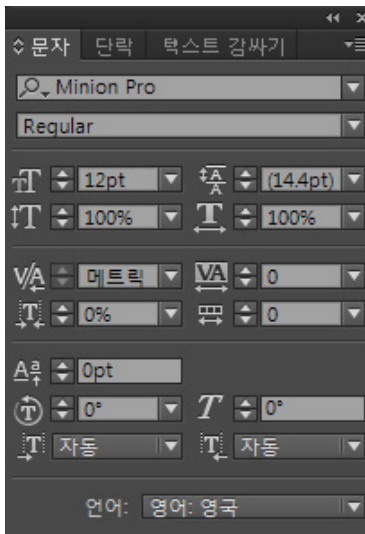 문자 단락 텍스트 감싸기
Minion Pro
Regular
12pt (14.4pt)
100% 100%
메트릭 0
0% 0
0pt
0° 0°
자동 자동
언어: 영어: 영국